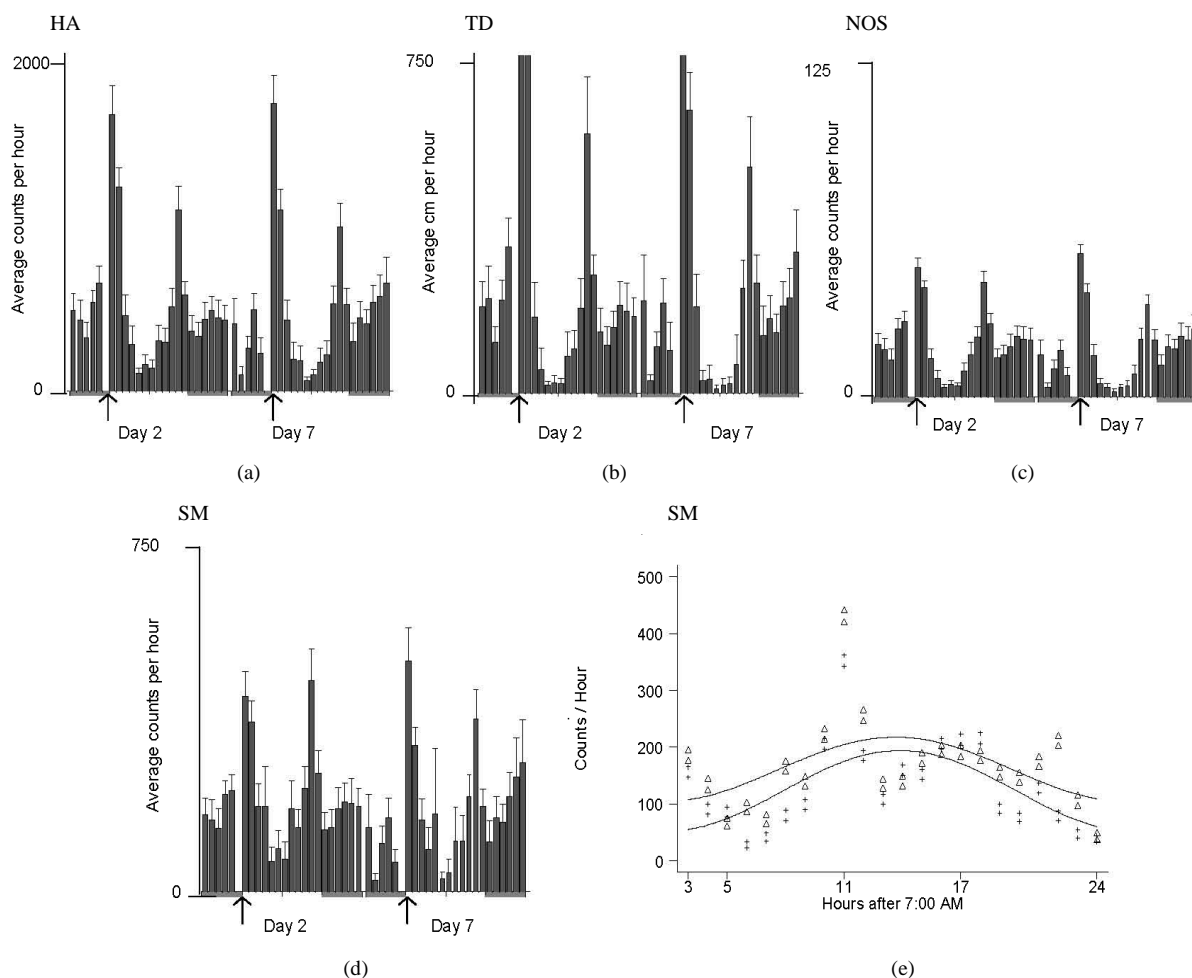 HA
TD
NOS
2000
Average counts per hour
0
Day 2
Day 7
(a)
750
Average cm per hour
0
Day 2
Day 7
(b)
125
Average counts per hour
0
Day 2
Day 7
(c)
SM
750
Average counts per hour
0
Day 2
Day 7
(d)
SM
500
400
300
200
100
0
Counts / Hour
3
5
11
17
24
Hours after 7:00 AM
(e)